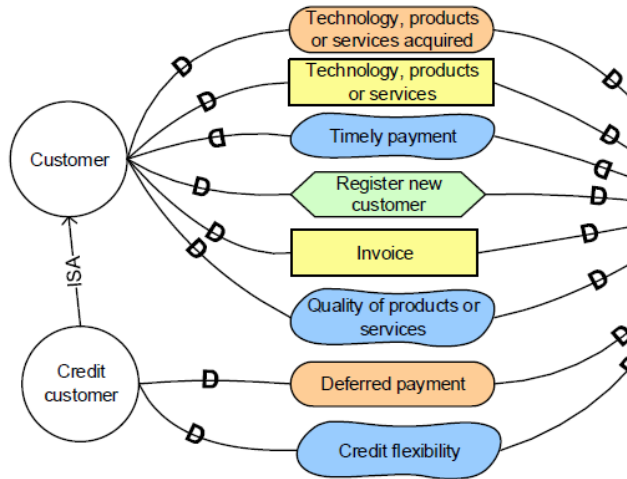 Technology, products
or services acquired
D
D
Technology, products
or services
D
D
Customer
D
Timely payment
D
D
Register new
customer
D
D
Invoice
D
ISA
D
Quality of products or
services
D
Credit
customer
D
Deferred payment
D
D
Credit flexibility
D